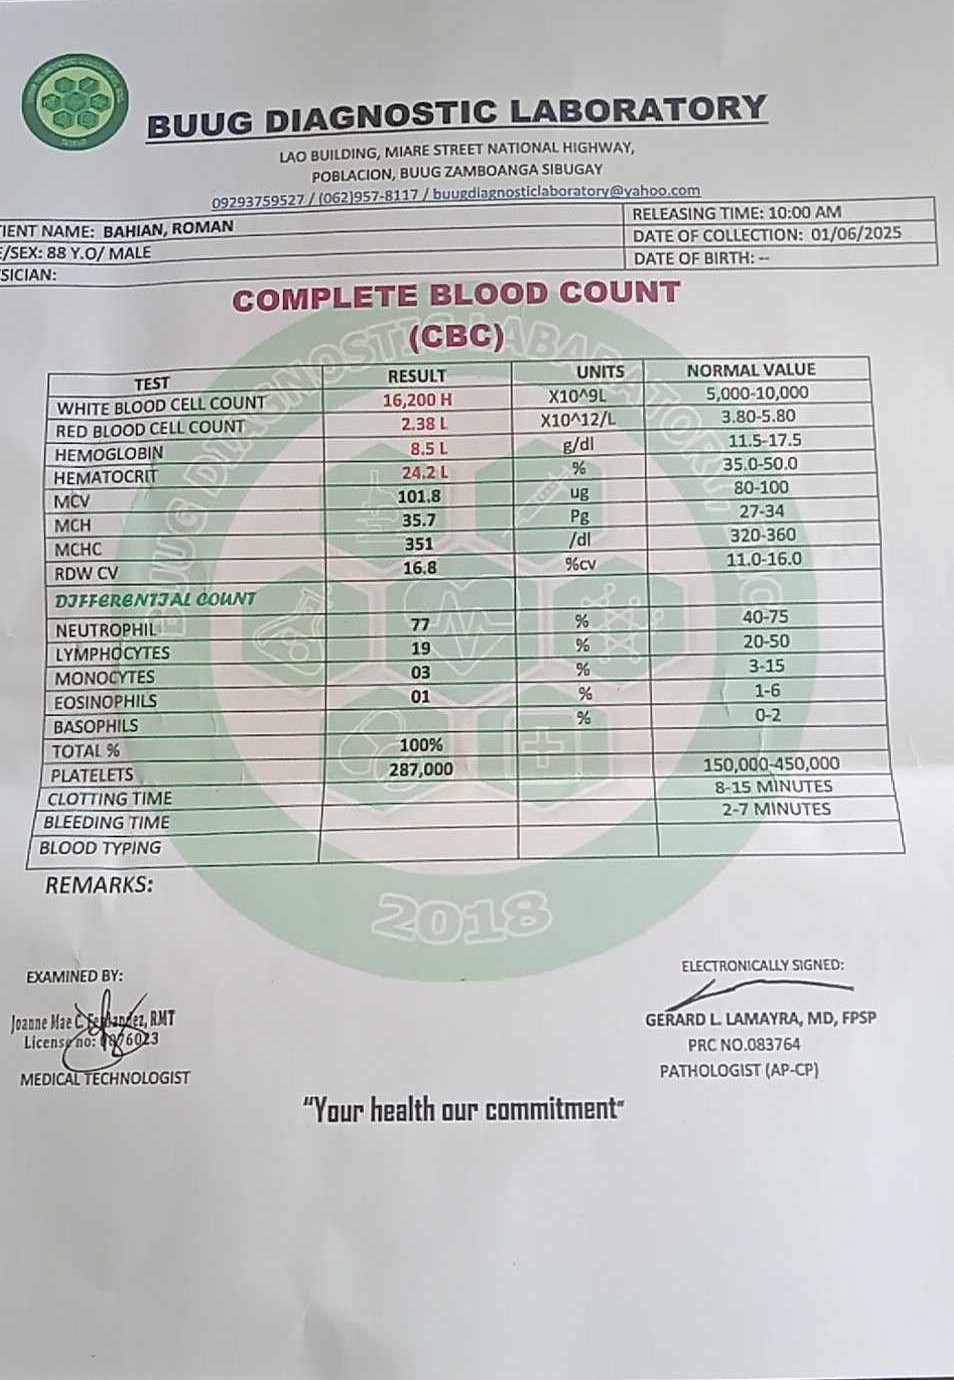 BUUG DIAGNOSTIC LABORATORY
LAO BUILDING, MIARE STREET NATIONAL HIGHWAY,
POBLACION, BUUG ZAMBOANGA SIBUGAY
09293759527 / (062)957-8117 / buugdiagnosticlaboratory@yahoo.com
TIENT NAME: BAHIAN, ROMAN RELEASING TIME: 10:00 AM
E/SEX: 88 Y.O/ MALE DATE OF COLLECTION: 01/06/2025
SICIAN: DATE OF BIRTH: --
COMPLETE BLOOD COUNT
(CBC)
TEST RESULT UNITS NORMAL VALUE
WHITE BLOOD CELL COUNT 16,200 H X10^9L 5,000-10,000
RED BLOOD CELL COUNT 2.38 L X10^12/L 3.80-5.80
HEMOGLOBIN 8.5 L g/dl 11.5-17.5
HEMATOCRIT 24.2 L % 35.0-50.0
MCV 101.8 ug 80-100
MCH 35.7 Pg 27-34
MCHC 351 /dl 320-360
RDW CV 16.8 %cv 11.0-16.0
DIFFERENTIAL COUNT
NEUTROPHIL 77 % 40-75
LYMPHOCYTES 19 % 20-50
MONOCYTES 03 % 3-15
EOSINOPHILS 01 % 1-6
BASOPHILS % 0-2
TOTAL % 100%
PLATELETS 287,000 150,000-450,000
CLOTTING TIME 8-15 MINUTES
BLEEDING TIME 2-7 MINUTES
BLOOD TYPING
REMARKS:
2018
EXAMINED BY:
Joanne Mae C. RMT
License no:
MEDICAL TECHNOLOGIST
ELECTRONICALLY SIGNED:
GERARD L. LAMAYRA, MD, FPSP
PRC NO.083764
PATHOLOGIST (AP-CP)
"Your health our commitment"